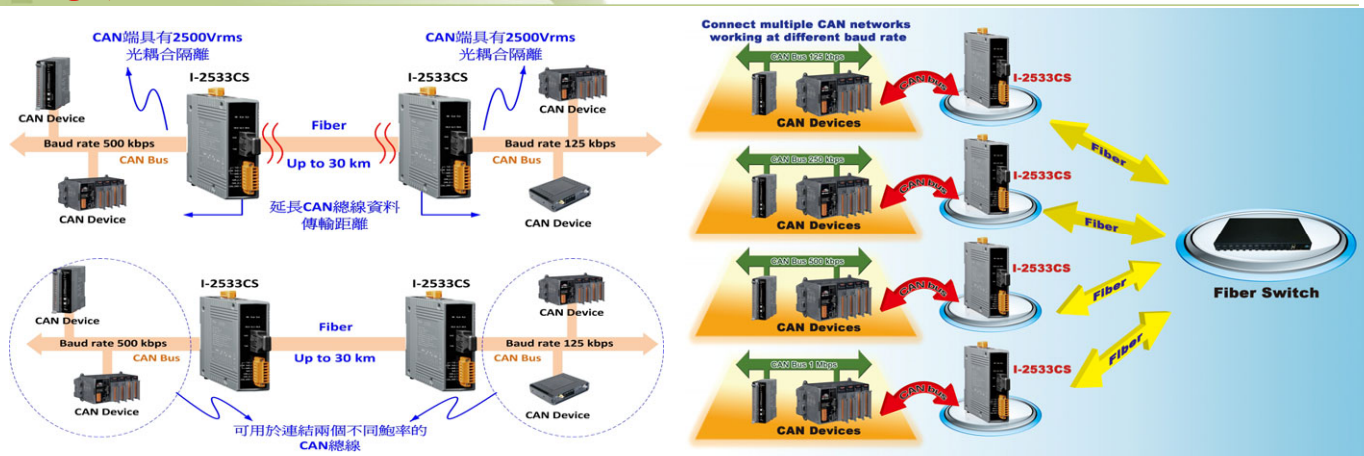 CAN端具有2500Vrms
光耦合隔離
CAN端具有2500Vrms
光耦合隔離
I-2533CS
I-2533CS
CAN Device
CAN Device
Fiber
Baud rate 500 kbps
Baud rate 125 kbps
CAN Bus
Up to 30 km
CAN Bus
CAN Device
CAN Device
延長CAN總線資料
傳輸距離
I-2533CS
I-2533CS
CAN Device
CAN Device
Fiber
Baud rate 500 kbps
Baud rate 125 kbps
CAN Bus
Up to 30 km
CAN Bus
CAN Device
CAN Device
可用於連結兩個不同鮑率的
CAN總線
Connect multiple CAN networks
working at different baud rate
CAN Bus 125 kbps
CAN bus
I-2533CS
CAN Devices
Fiber
CAN Bus 250 kbps
CAN bus
I-2533CS
CAN Devices
Fiber
Fiber Switch
CAN Bus 500 kbps
CAN bus
I-2533CS
CAN Devices
Fiber
CAN Bus 1 Mbps
CAN bus
I-2533CS
CAN Devices
Fiber